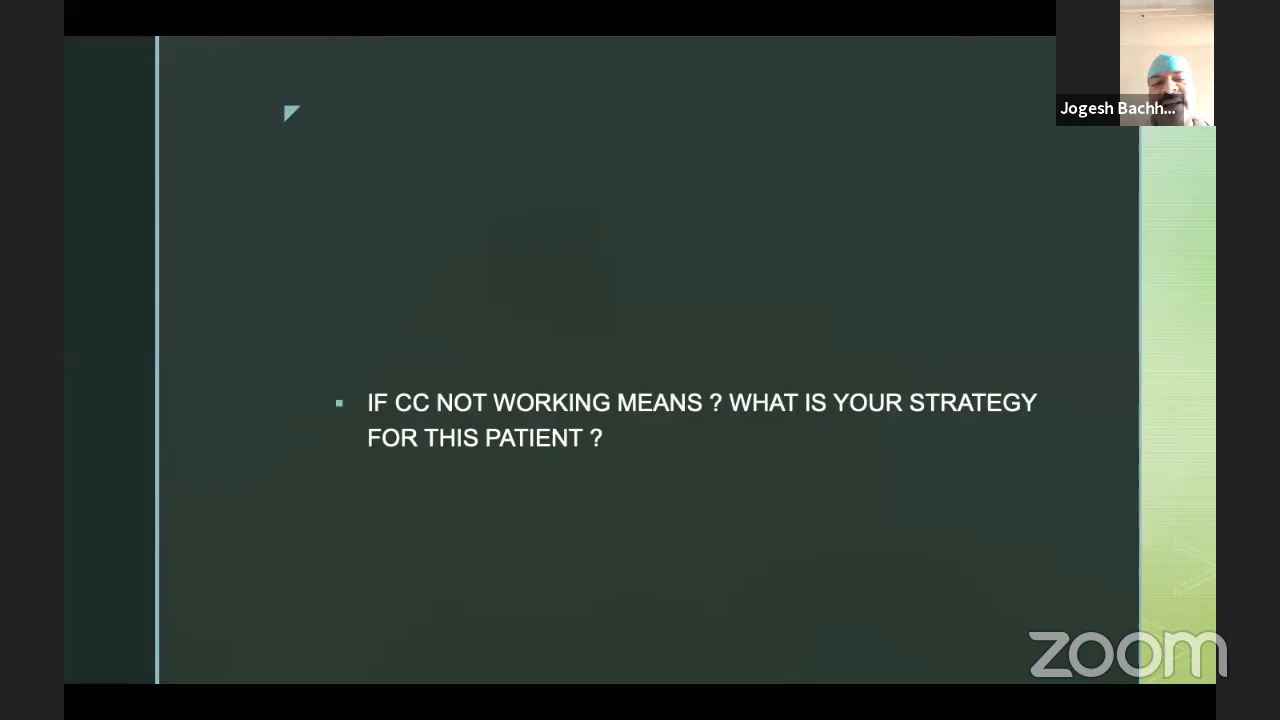 Jogesh Bachh...
IF CC NOT WORKING MEANS ? WHAT IS YOUR STRATEGY
FOR THIS PATIENT ?
zoom